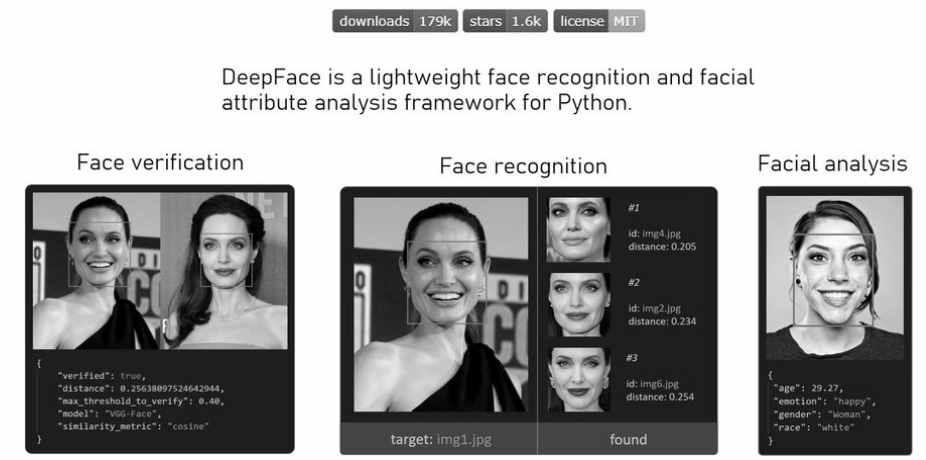 downloads 179k stars 1.6k license MIT
DeepFace is a lightweight face recognition and facial
attribute analysis framework for Python.
Face verification
{
"verified": true,
"distance": 0.25638097524642944,
"max_threshold_to_verify": 0.40,
"model": "VGG-Face",
"similarity_metric": "cosine"
}
Face recognition
#1
id: img4.jpg
distance: 0.205
#2
id: img2.jpg
distance: 0.234
#3
id: img6.jpg
distance: 0.254
target: img1.jpg
found
Facial analysis
{
"age": 29.27,
"emotion": "happy",
"gender": "Woman",
"race": "white"
}